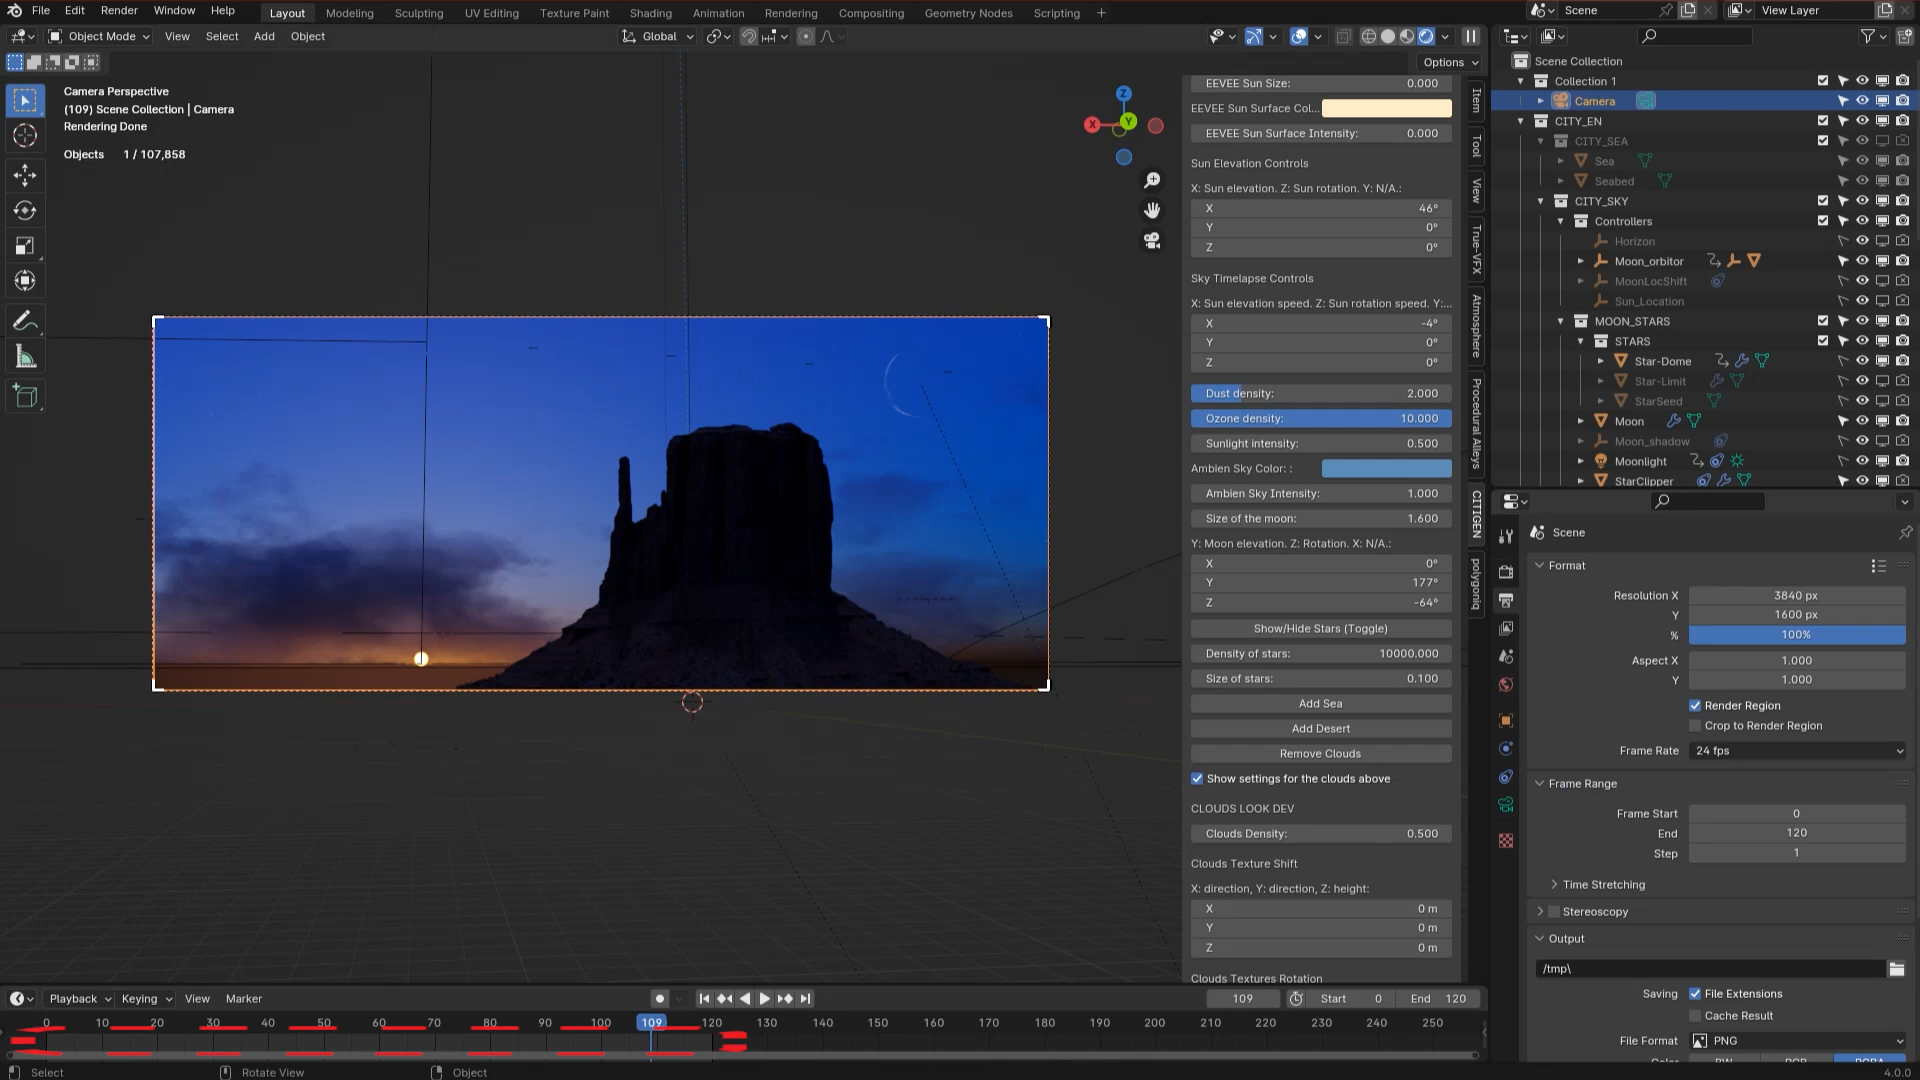 File Edit Render Window Help Layout Modeling Sculpting UV Editing Texture Paint Shading Animation Rendering Compositing Geometry Nodes Scripting + Scene View Layer
Object Mode View Select Add Object Global
Options
Camera Perspective
(109) Scene Collection | Camera
Rendering Done
Objects 1 / 107,858
Z
X
Y
EEVEE Sun Size: 0.000
EEVEE Sun Surface Col...
EEVEE Sun Surface Intensity: 0.000
Sun Elevation Controls
X: Sun elevation. Z: Sun rotation. Y: N/A.:
X 46°
Y 0°
Z 0°
Sky Timelapse Controls
X: Sun elevation speed. Z: Sun rotation speed. Y:...
X -4°
Y 0°
Z 0°
Dust density: 2.000
Ozone density: 10.000
Sunlight intensity: 0.500
Ambien Sky Color: :
Ambien Sky Intensity: 1.000
Size of the moon: 1.600
Y: Moon elevation. Z: Rotation. X: N/A.:
X 0°
Y 177°
Z -64°
Show/Hide Stars (Toggle)
Density of stars: 10000.000
Size of stars: 0.100
Add Sea
Add Desert
Remove Clouds
Show settings for the clouds above
CLOUDS LOOK DEV
Clouds Density: 0.500
Clouds Texture Shift
X: direction, Y: direction, Z: height:
X 0 m
Y 0 m
Z 0 m
Clouds Textures Rotation
Item
Tool
View
True-VFX
Atmosphere
Procedural Alleys
CITIGEN
polygoniq
Scene Collection
Collection 1
Camera
CITY_EN
CITY_SEA
Sea
Seabed
CITY_SKY
Controllers
Horizon
Moon_orbitor
MoonLocShift
Sun_Location
MOON_STARS
STARS
Star-Dome
Star-Limit
StarSeed
Moon
Moon_shadow
Moonlight
StarClipper
Scene
Format
Resolution X 3840 px
Y 1600 px
% 100%
Aspect X 1.000
Y 1.000
Render Region
Crop to Render Region
Frame Rate 24 fps
Frame Range
Frame Start 0
End 120
Step 1
Time Stretching
Stereoscopy
Output
/tmp\
Saving File Extensions
Cache Result
File Format PNG
Color BW RGB RGBA
Playback Keying View Marker 109 Start 0 End 120
0 10 20 30 40 50 60 70 80 90 100 109 120 130 140 150 160 170 180 190 200 210 220 230 240 250
Select Rotate View Object 4.0.0